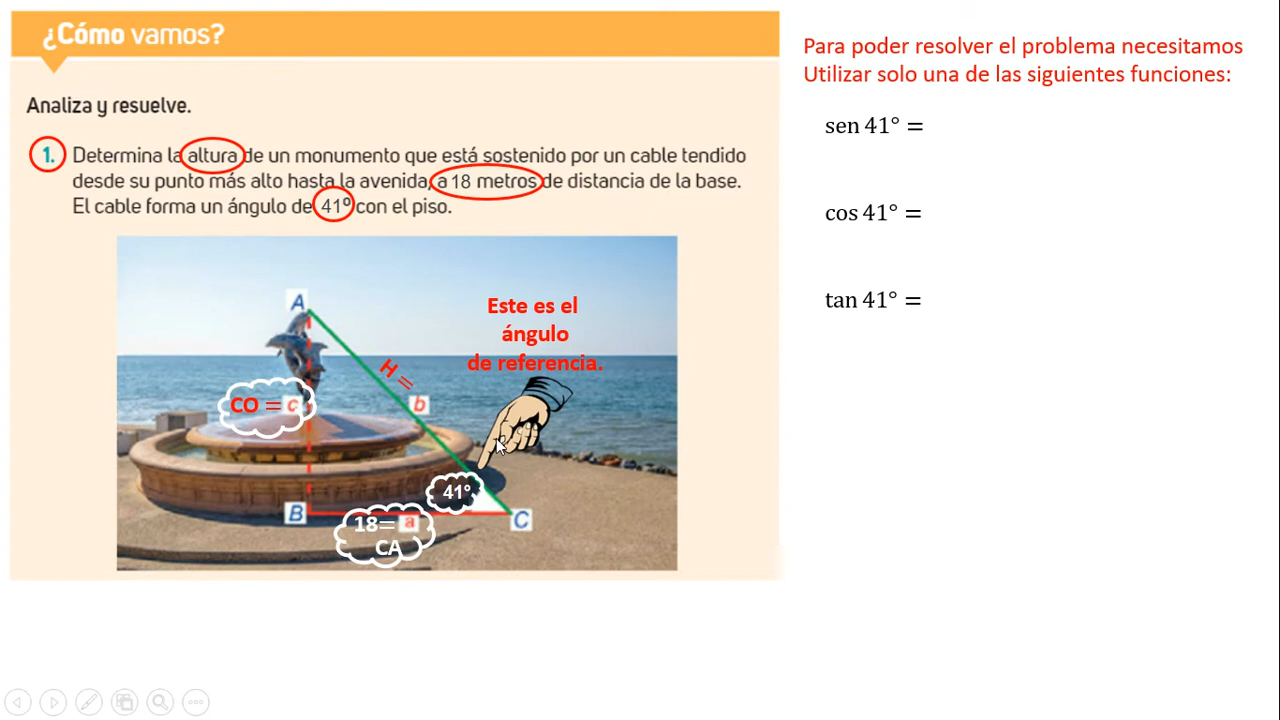 ¿Cómo vamos?
Analiza y resuelve.
1. Determina la altura de un monumento que está sostenido por un cable tendido
desde su punto más alto hasta la avenida, a 18 metros de distancia de la base.
El cable forma un ángulo de 41° con el piso.
A
Este es el
ángulo
de referencia.
H =
b
CO = c
41°
B
18= a
CA
C
Para poder resolver el problema necesitamos
Utilizar solo una de las siguientes funciones:
sen 41° =
cos 41° =
tan 41° =